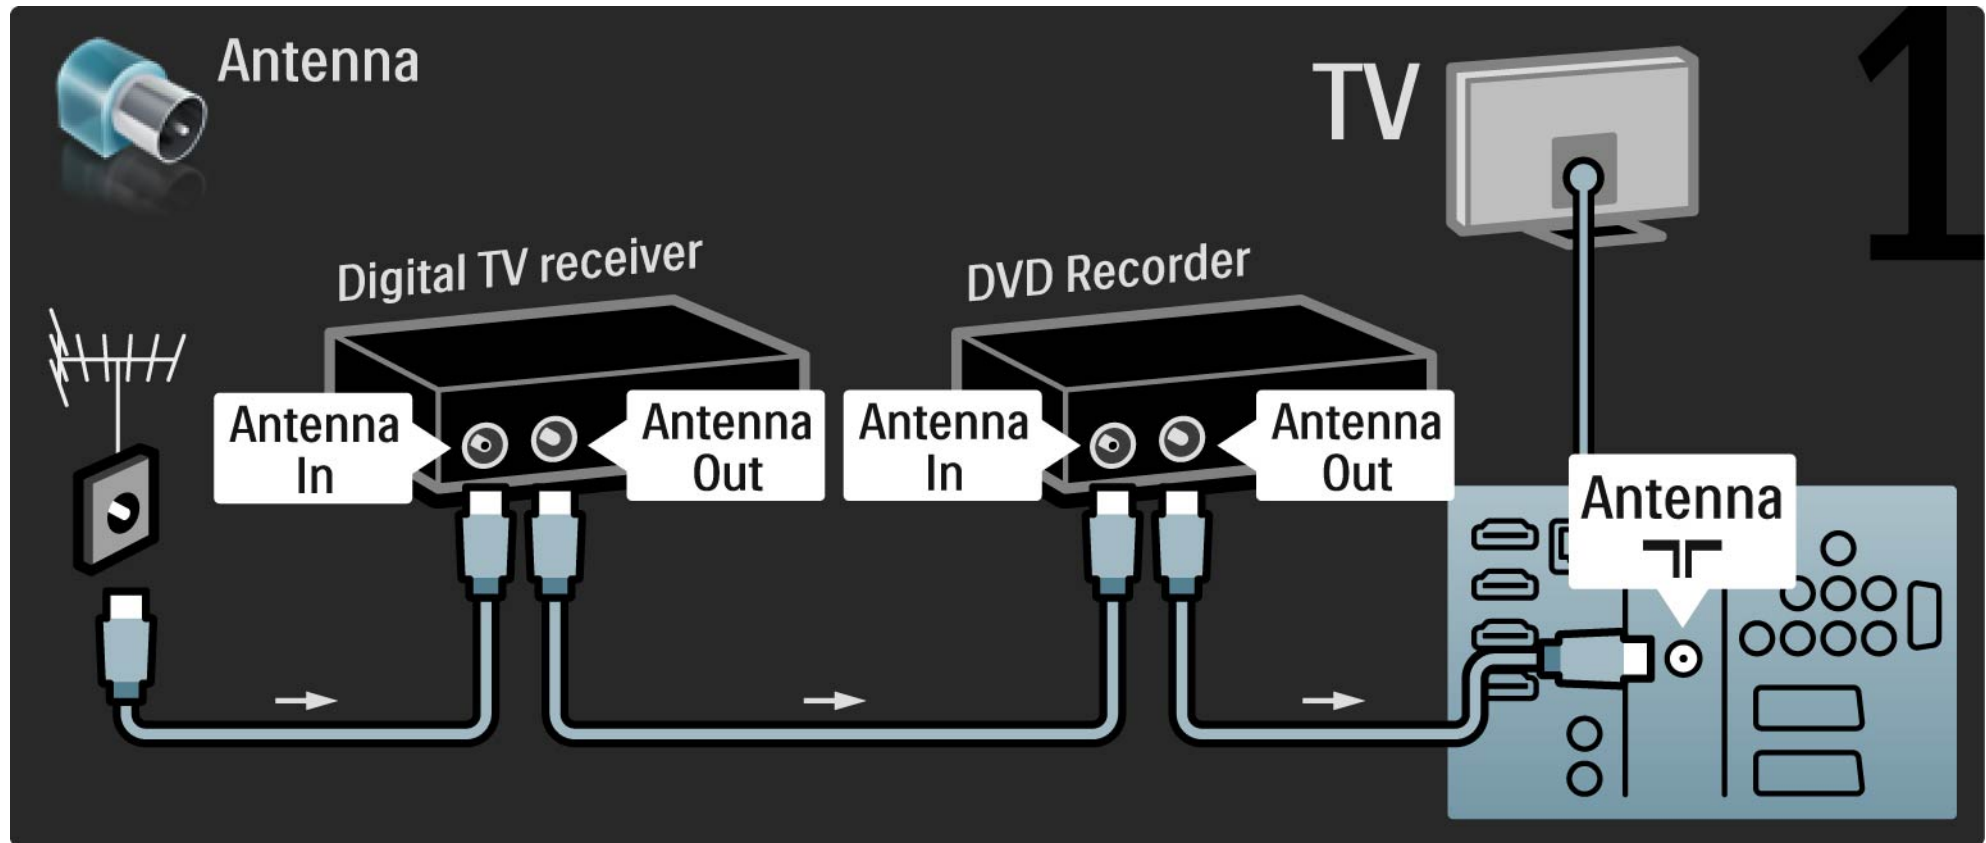 Antenna
TV
1
Digital TV receiver
DVD Recorder
Antenna
In
Antenna
Out
Antenna
In
Antenna
Out
Antenna